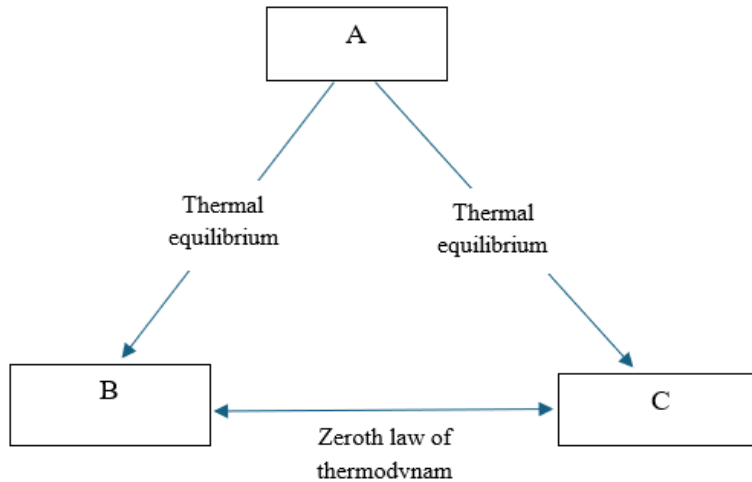 A
Thermal
equilibrium
Thermal
equilibrium
B
C
Zeroth law of
thermodynam